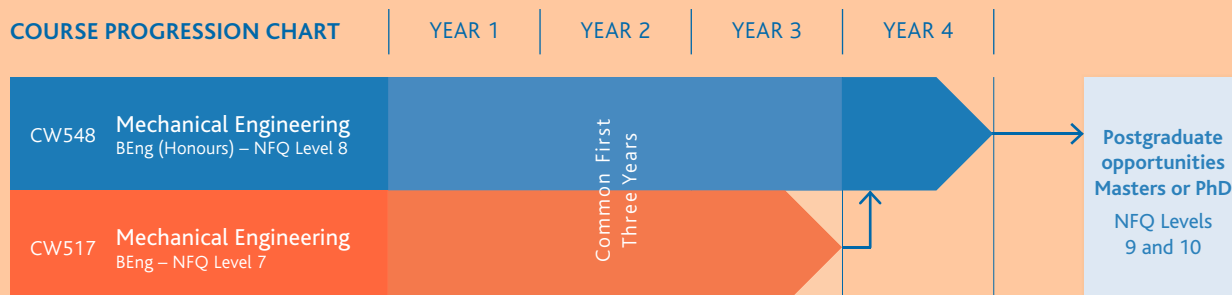 COURSE PROGRESSION CHART
YEAR 1
YEAR 2
YEAR 3
YEAR 4
CW548
Mechanical Engineering
BEng (Honours) – NFQ Level 8
CW517
Mechanical Engineering
BEng – NFQ Level 7
Common First
Three Years
Postgraduate
opportunities
Masters or PhD
NFQ Levels
9 and 10